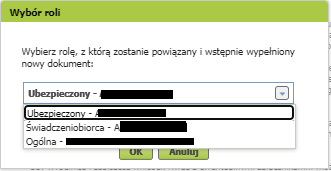 Wybór roli
Wybierz rolę, z którą zostanie powiązany i wstępnie wypełniony
nowy dokument:
Ubezpieczony - A
Ubezpieczony - A
Świadczeniobiorca - A
Ogólna -
OK Anuluj